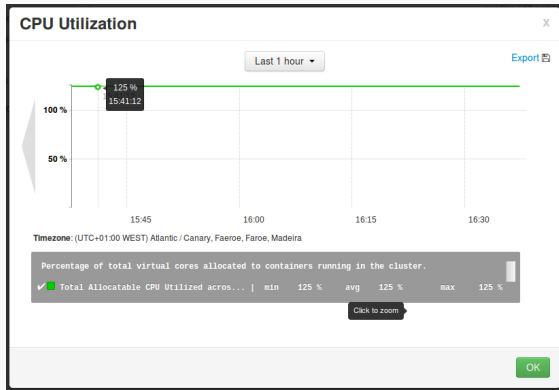 CPU Utilization
x
Last 1 hour
Export
125 %
15:41:12
100 %
50 %
15:45 16:00 16:15 16:30
Timezone: (UTC+01:00 WEST) Atlantic / Canary, Faeroe, Faroe, Madeira
Percentage of total virtual cores allocated to containers running in the cluster.
Total Allocatable CPU Utilized acros... | min 125 % avg 125 % max 125 %
Click to zoom
OK